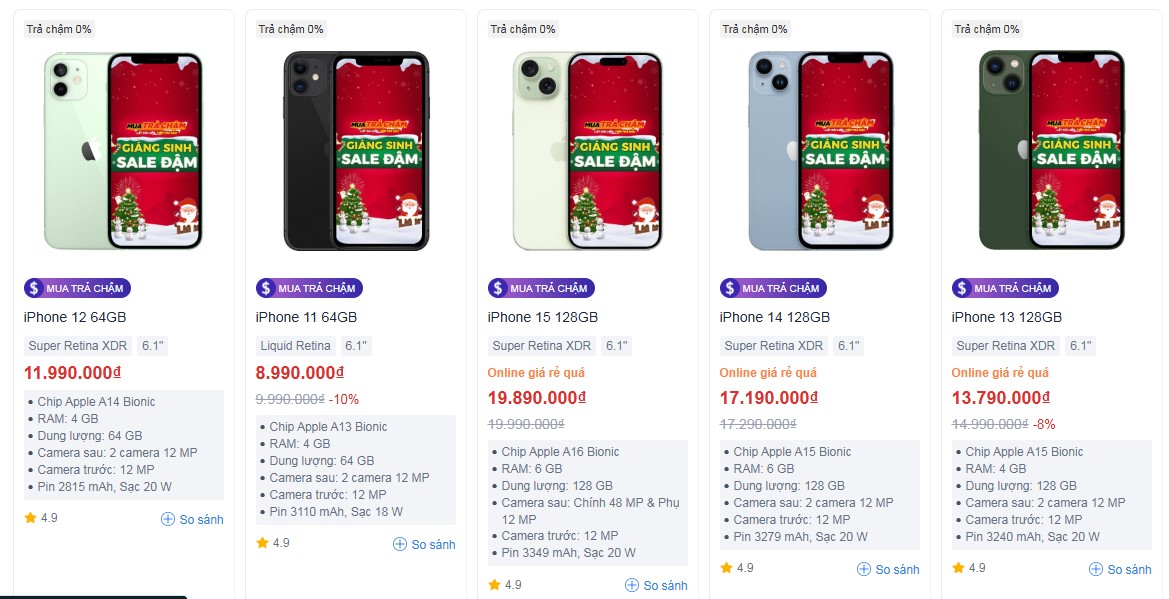 Trả chậm 0%
MUA TRẢ CHẬM
GIÁNG SINH
SALE ĐẬM
$ MUA TRẢ CHẬM
iPhone 12 64GB
Super Retina XDR 6.1"
11.990.000₫
• Chip Apple A14 Bionic
• RAM: 4 GB
• Dung lượng: 64 GB
• Camera sau: 2 camera 12 MP
• Camera trước: 12 MP
• Pin 2815 mAh, Sạc 20 W
4.9 So sánh
Trả chậm 0%
MUA TRẢ CHẬM
GIÁNG SINH
SALE ĐẬM
$ MUA TRẢ CHẬM
iPhone 11 64GB
Liquid Retina 6.1"
8.990.000₫
9.990.000₫ -10%
• Chip Apple A13 Bionic
• RAM: 4 GB
• Dung lượng: 64 GB
• Camera sau: 2 camera 12 MP
• Camera trước: 12 MP
• Pin 3110 mAh, Sạc 18 W
4.9 So sánh
Trả chậm 0%
MUA TRẢ CHẬM
GIÁNG SINH
SALE ĐẬM
$ MUA TRẢ CHẬM
iPhone 15 128GB
Super Retina XDR 6.1"
Online giá rẻ quá
19.890.000₫
19.990.000₫
• Chip Apple A16 Bionic
• RAM: 6 GB
• Dung lượng: 128 GB
• Camera sau: Chính 48 MP & Phụ
12 MP
• Camera trước: 12 MP
• Pin 3349 mAh, Sạc 20 W
4.9 So sánh
Trả chậm 0%
MUA TRẢ CHẬM
GIÁNG SINH
SALE ĐẬM
$ MUA TRẢ CHẬM
iPhone 14 128GB
Super Retina XDR 6.1"
Online giá rẻ quá
17.190.000₫
17.290.000₫
• Chip Apple A15 Bionic
• RAM: 6 GB
• Dung lượng: 128 GB
• Camera sau: 2 camera 12 MP
• Camera trước: 12 MP
• Pin 3279 mAh, Sạc 20 W
4.9 So sánh
Trả chậm 0%
MUA TRẢ CHẬM
GIÁNG SINH
SALE ĐẬM
$ MUA TRẢ CHẬM
iPhone 13 128GB
Super Retina XDR 6.1"
Online giá rẻ quá
13.790.000₫
14.990.000₫ -8%
• Chip Apple A15 Bionic
• RAM: 4 GB
• Dung lượng: 128 GB
• Camera sau: 2 camera 12 MP
• Camera trước: 12 MP
• Pin 3240 mAh, Sạc 20 W
4.9 So sánh